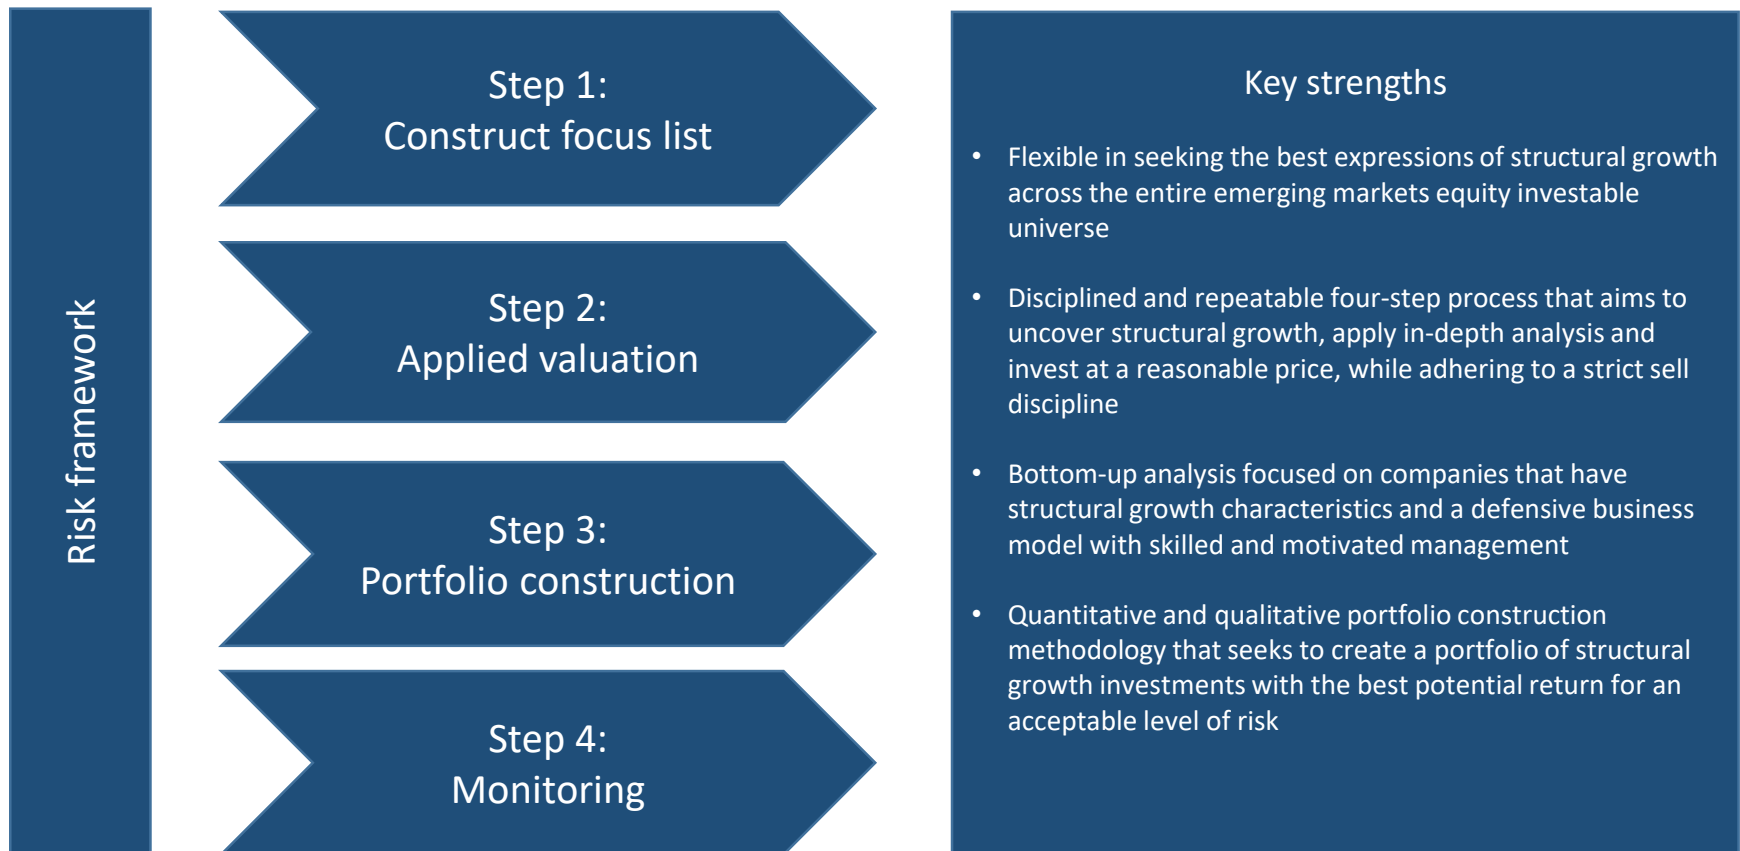 Risk framework
Step 1:
Construct focus list
Step 2:
Applied valuation
Step 3:
Portfolio construction
Step 4:
Monitoring
Key strengths
• Flexible in seeking the best expressions of structural growth
across the entire emerging markets equity investable
universe
• Disciplined and repeatable four-step process that aims to
uncover structural growth, apply in-depth analysis and
invest at a reasonable price, while adhering to a strict sell
discipline
• Bottom-up analysis focused on companies that have
structural growth characteristics and a defensive business
model with skilled and motivated management
• Quantitative and qualitative portfolio construction
methodology that seeks to create a portfolio of structural
growth investments with the best potential return for an
acceptable level of risk